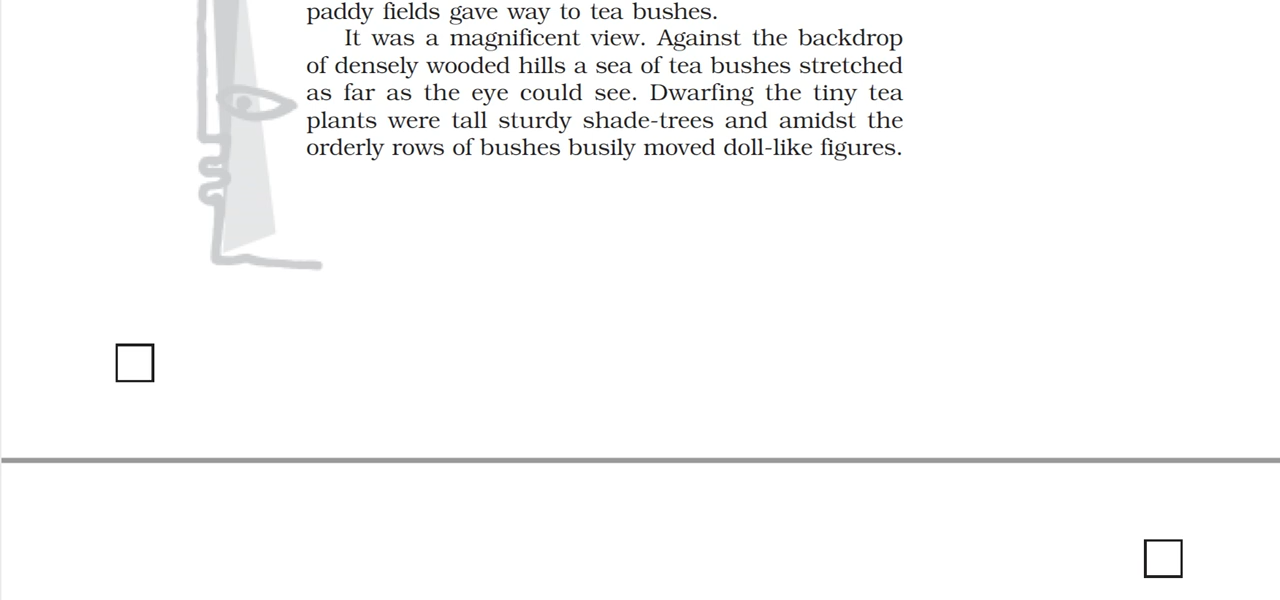 paddy fields gave way to tea bushes.
It was a magnificent view. Against the backdrop
of densely wooded hills a sea of tea bushes stretched
as far as the eye could see. Dwarfing the tiny tea
plants were tall sturdy shade-trees and amidst the
orderly rows of bushes busily moved doll-like figures.